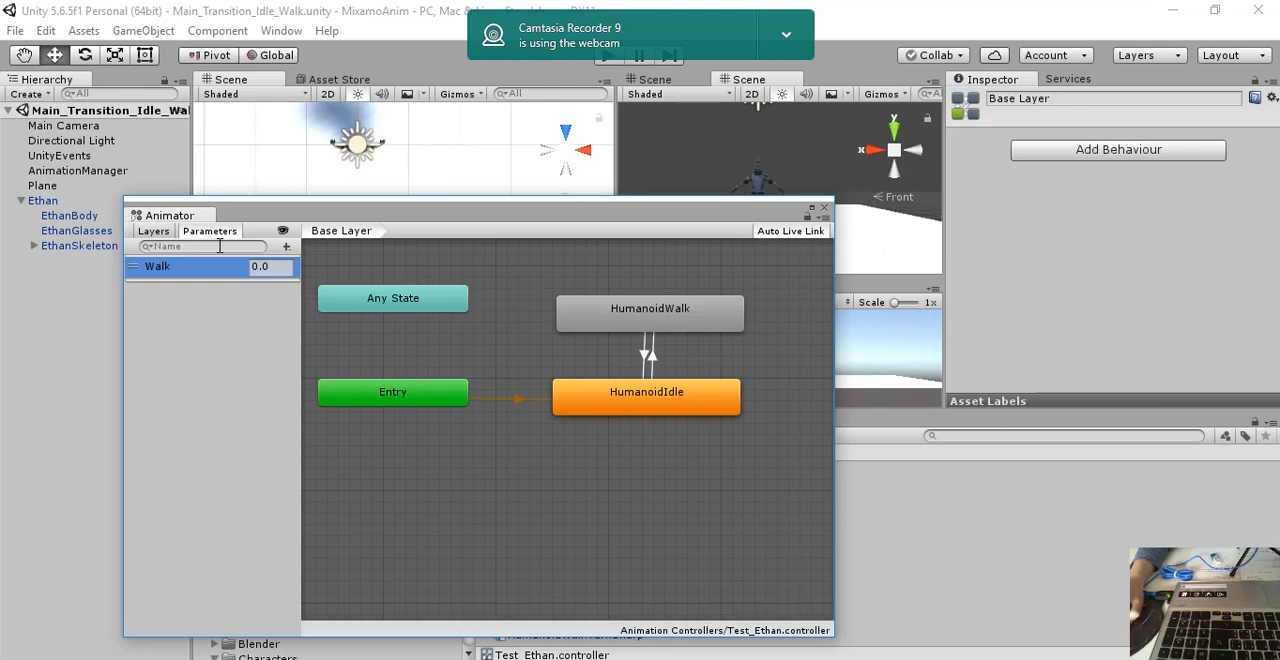 Unity 5.6.5f1 Personal (64bit) - Main_Transition_Idle_Walk.unity - MixamoAnim - PC, Mac &
Camtasia Recorder 9
is using the webcam
File Edit Assets GameObject Component Window Help
Pivot Global Collab Account Layers Layout
Hierarchy Scene Asset Store Scene Scene Inspector Services
Create All Shaded 2D Gizmos All Shaded 2D Gizmos Base Layer
Main_Transition_Idle_Wal
Main Camera
Directional Light
UnityEvents
AnimationManager
Plane
Ethan
EthanBody
EthanGlasses
EthanSkeleton
y
x
Front
Add Behaviour
Animator
Layers Parameters Base Layer Auto Live Link
Name
Walk 0.0
Any State
HumanoidWalk
Entry
HumanoidIdle
Scale 1x
Asset Labels
Animation Controllers/Test_Ethan.controller
Blender
Characters
Test_Ethan.controller